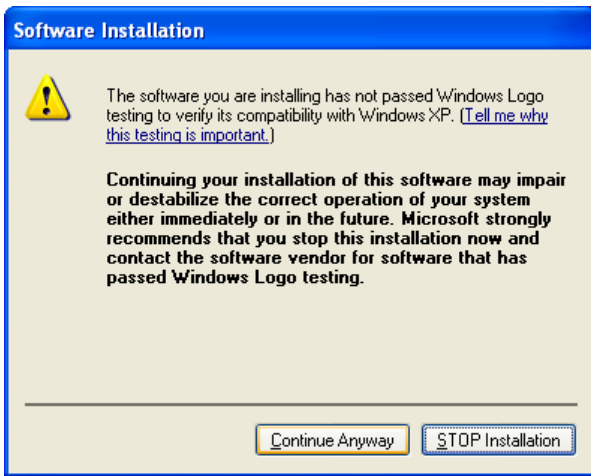 Software Installation
The software you are installing has not passed Windows Logo
testing to verify its compatibility with Windows XP. (Tell me why
this testing is important.)
Continuing your installation of this software may impair
or destabilize the correct operation of your system
either immediately or in the future. Microsoft strongly
recommends that you stop this installation now and
contact the software vendor for software that has
passed Windows Logo testing.
Continue Anyway
STOP Installation